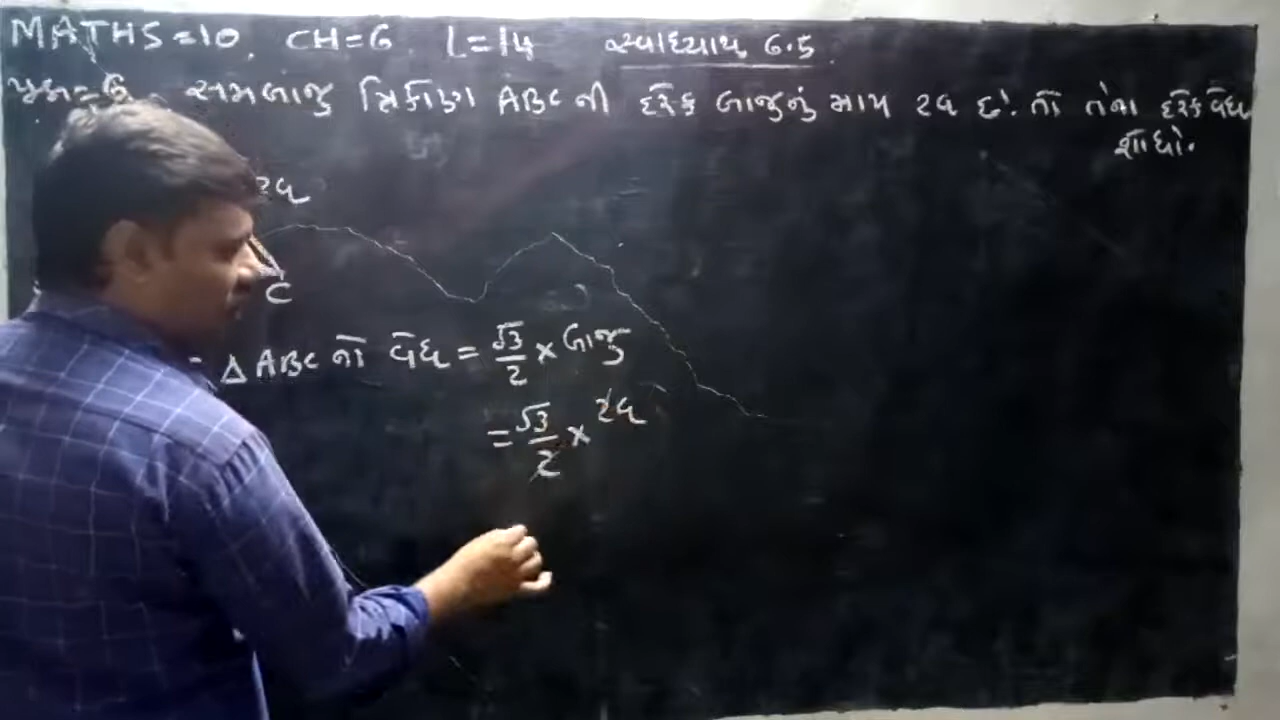 MATHS = 10, CH = 6 L = 14 સ્વાધ્યાય 6.5
પ્રશ્ન = 6 સમબાજુ ત્રિકોણ ABC ની દરેક બાજુનું માપ 2a છે. તો તેના દરેક વેધ
શોધો.
2a
C
△ ABC નો વેધ = √3/2 × બાજુ
= √3/2 × 2a